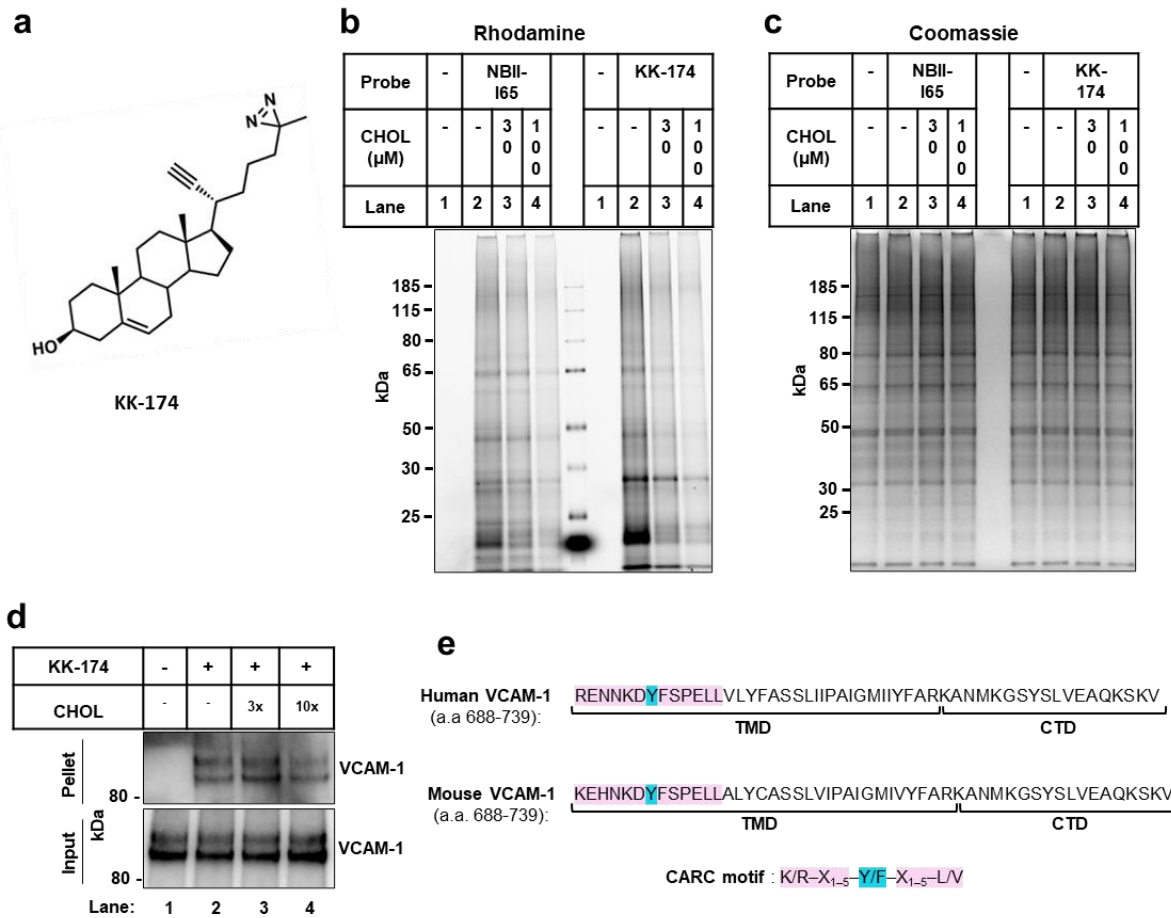 a
N
N
HO
KK-174
b
Rhodamine
Probe - NBII-I65 - KK-174
CHOL (µM) - - 30 100 - - 30 100
Lane 1 2 3 4 1 2 3 4
185
115
80
65
50
30
25
kDa
c
Coomassie
Probe - NBII-I65 - KK-174
CHOL (µM) - - 30 100 - - 30 100
Lane 1 2 3 4 1 2 3 4
185
115
80
65
50
30
25
kDa
d
KK-174 - + + +
CHOL - - 3x 10x
Pellet
80
VCAM-1
kDa
Input
80
VCAM-1
Lane: 1 2 3 4
e
Human VCAM-1 RENNKDYFSPELLVLYFASSLIIPAIGMIIYFARKANMKGSYSLVEAQKSKV
(a.a 688-739):
TMD CTD
Mouse VCAM-1 KEHNKDYFSPELLALYCASSLVIPAIGMIVYFARKANMKGSYSLVEAQKSKV
(a.a. 688-739):
TMD CTD
CARC motif : K/R–X1–5–Y/F–X1–5–L/V